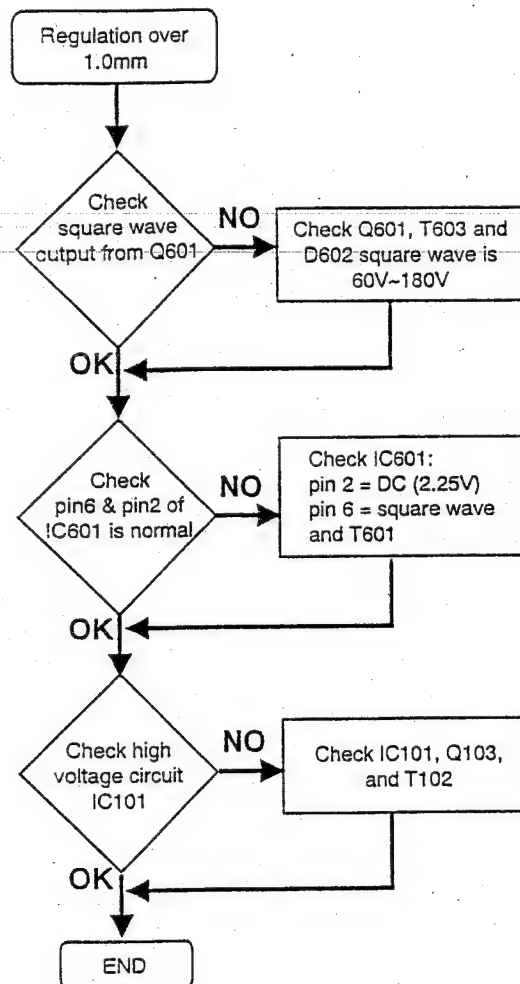 Regulation over
1.0mm
Check
square wave
cutput from Q601
NO
Check Q601, T603 and
D602 square wave is
60V~180V
OK
Check
pin6 & pin2 of
IC601 is normal
NO
Check IC601:
pin 2 = DC (2.25V)
pin 6 = square wave
and T601
OK
Check high
voltage circuit
IC101
NO
Check IC101, Q103,
and T102
OK
END